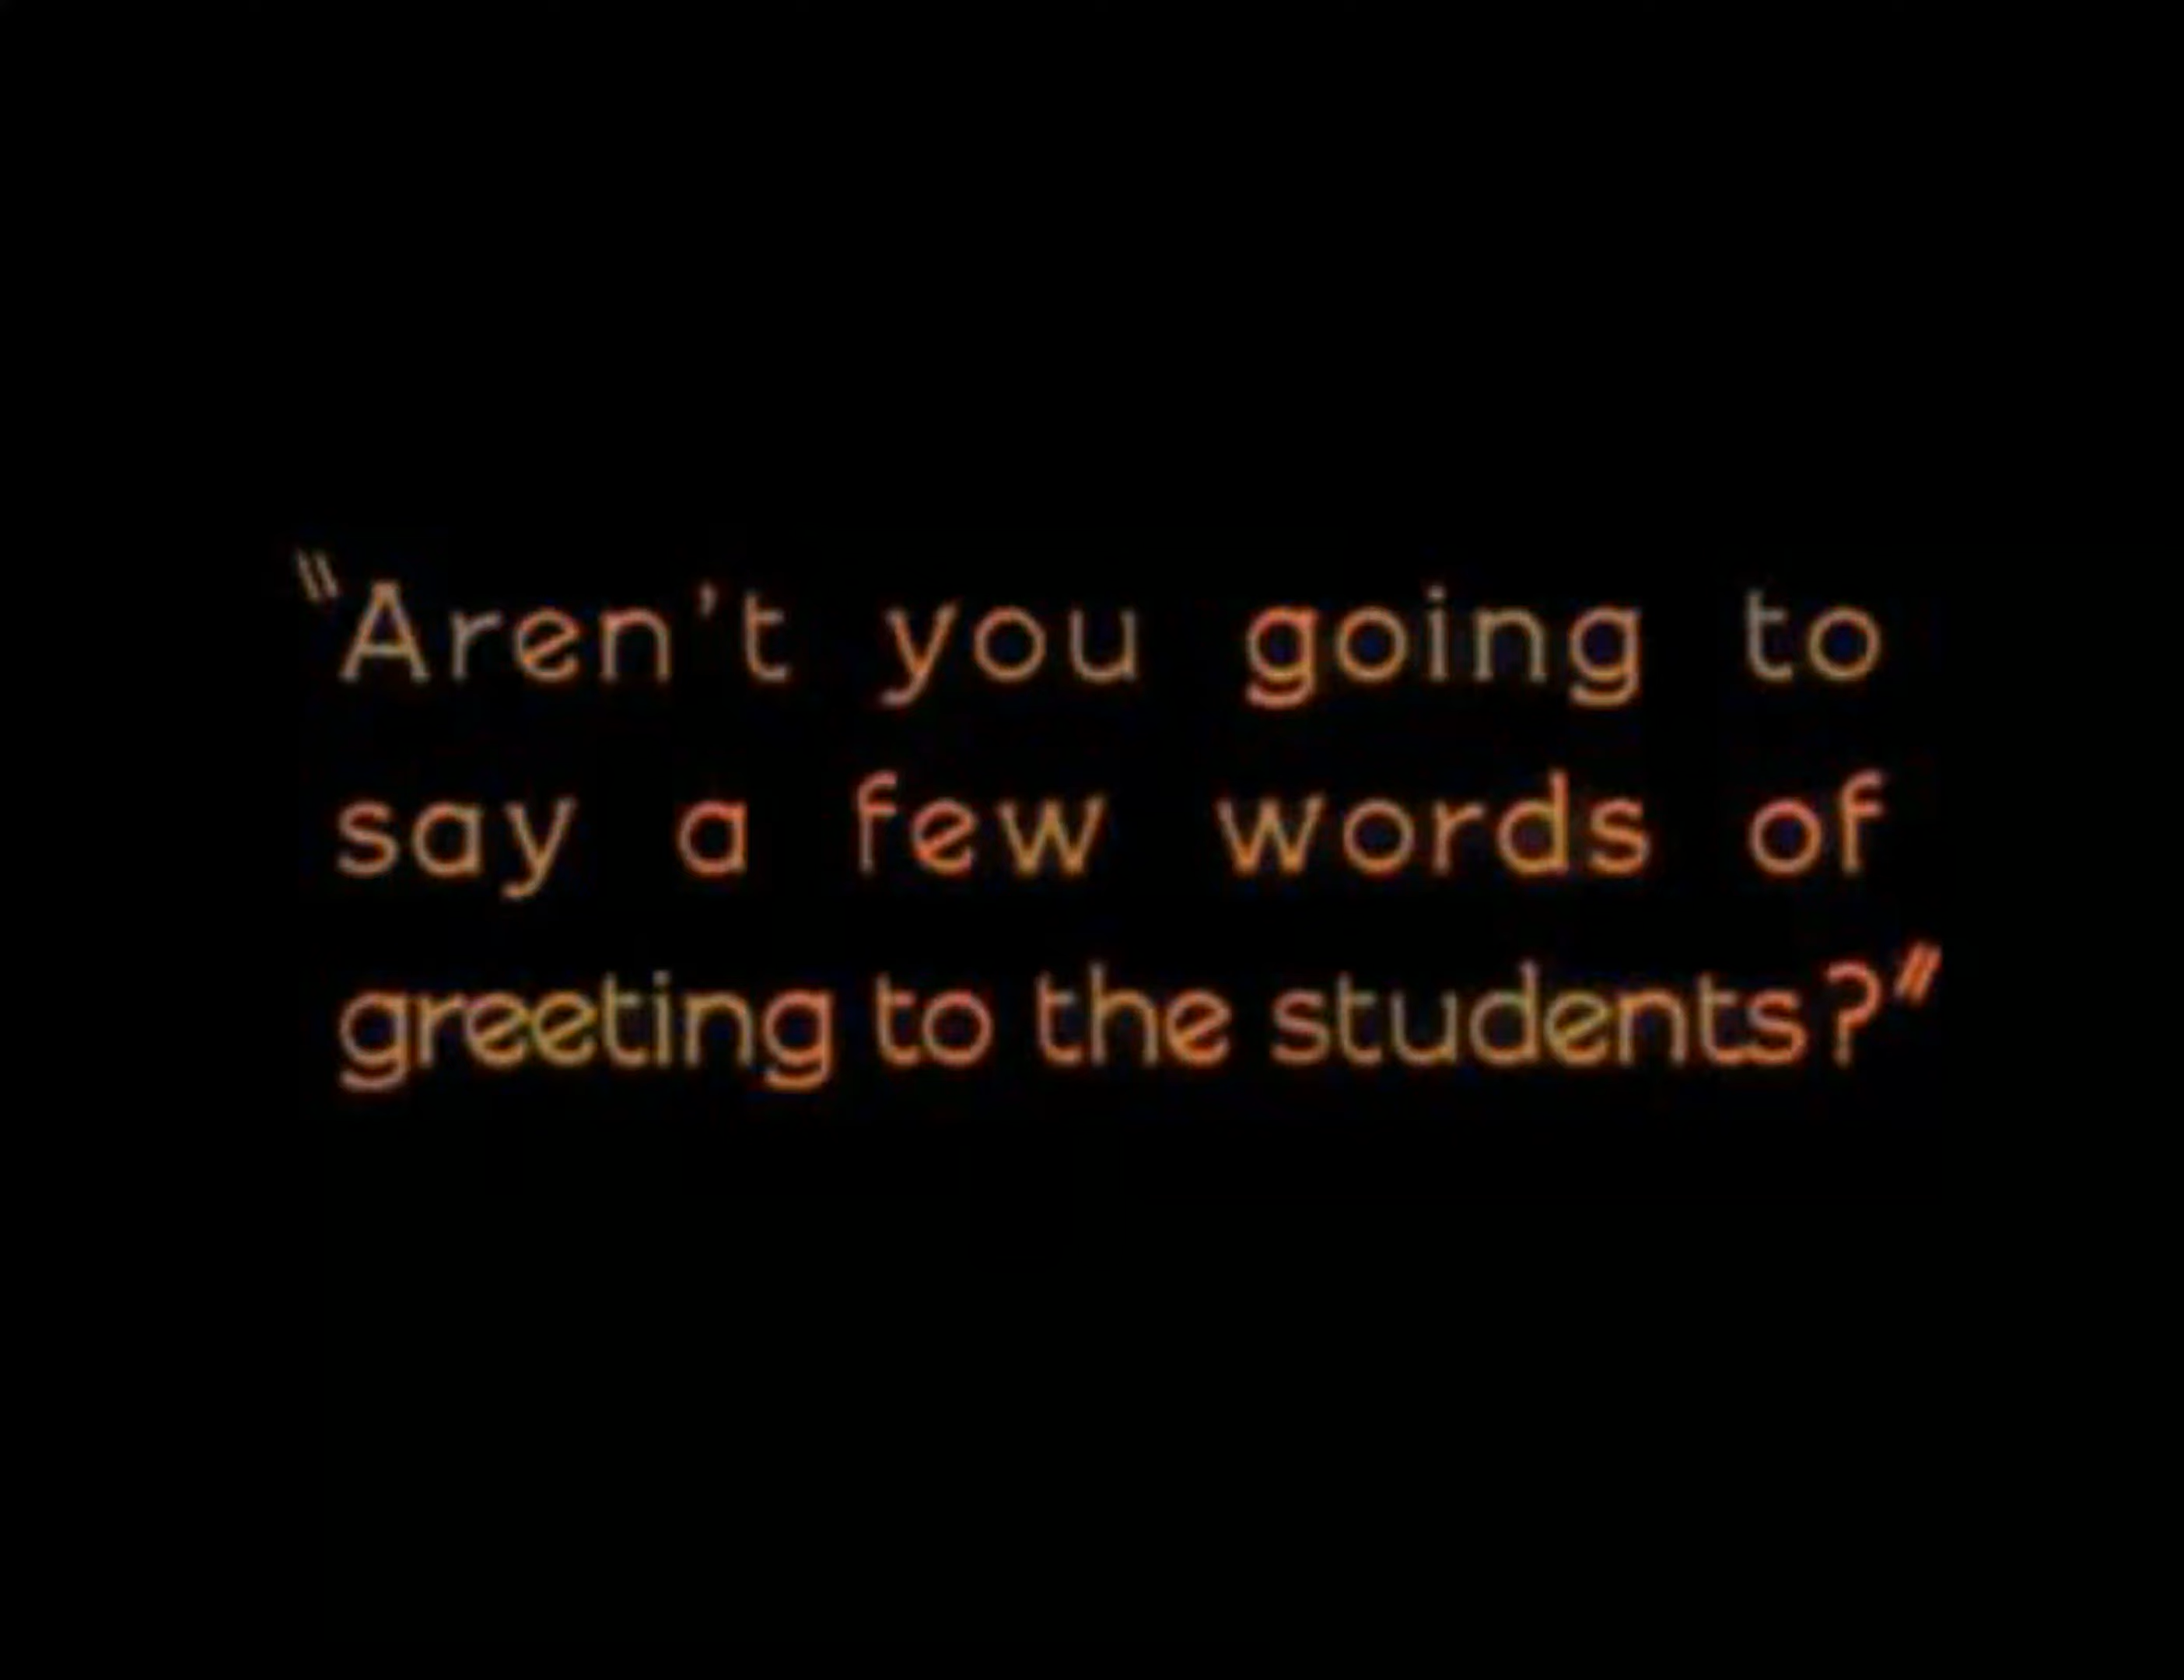 "Aren't you going to
say a few words of
greeting to the students?"